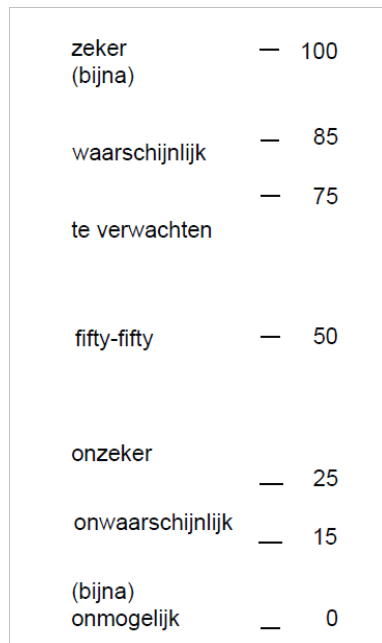 zeker — 100
(bijna)
— 85
waarschijnlijk
— 75
te verwachten
fifty-fifty — 50
onzeker
— 25
onwaarschijnlijk
— 15
(bijna)
onmogelijk — 0